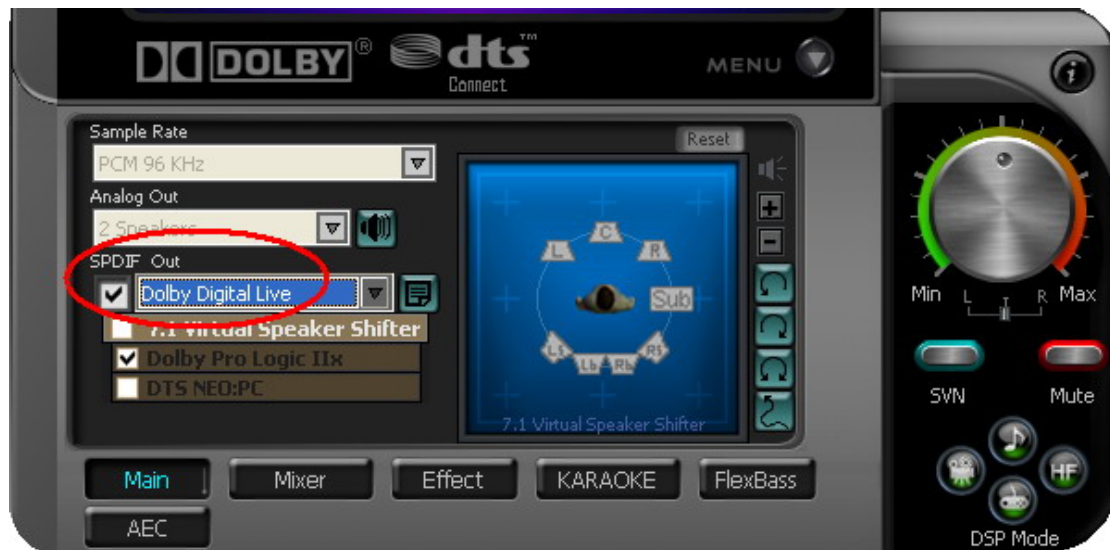 DOLBY®
dts™
Connect
MENU
i
Sample Rate
PCM 96 KHz
Analog Out
2 Speakers
SPDIF Out
Dolby Digital Live
7.1 Virtual Speaker Shifter
Dolby Pro Logic IIx
DTS NEO:PC
Reset
+
-
L
C
R
Sub
Ls
Lb
Rb
Rs
7.1 Virtual Speaker Shifter
Min
L
R
Max
SVN
Mute
HF
DSP Mode
Main
Mixer
Effect
KARAOKE
FlexBass
AEC